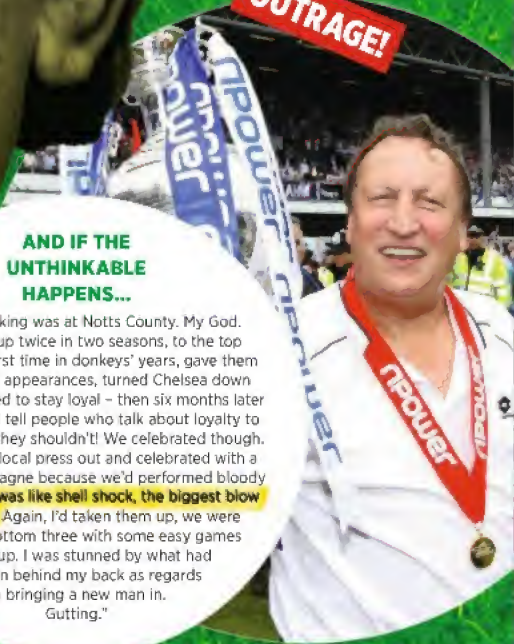 OUTRAGE!
npower
npower
npower
npower
npower
npower
AND IF THE
UNTHINKABLE
HAPPENS...
king was at Notts County. My God.
up twice in two seasons, to the top
rst time in donkeys' years, gave them
appearances, turned Chelsea down
ed to stay loyal – then six months later
tell people who talk about loyalty to
they shouldn't! We celebrated though.
local press out and celebrated with a
agne because we'd performed bloody
was like shell shock, the biggest blow
Again, I'd taken them up, we were
ottom three with some easy games
up. I was stunned by what had
n behind my back as regards
bringing a new man in.
Gutting."